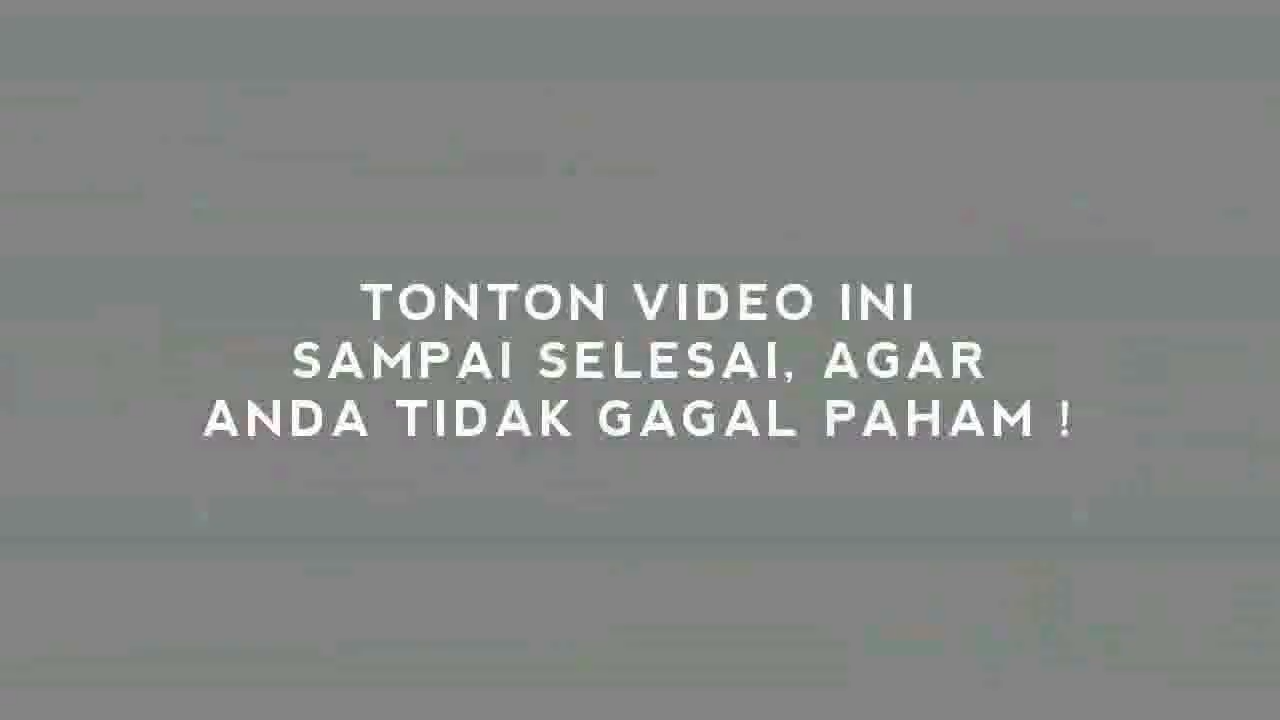 TONTON VIDEO INI
SAMPAI SELESAI, AGAR
ANDA TIDAK GAGAL PAHAM !